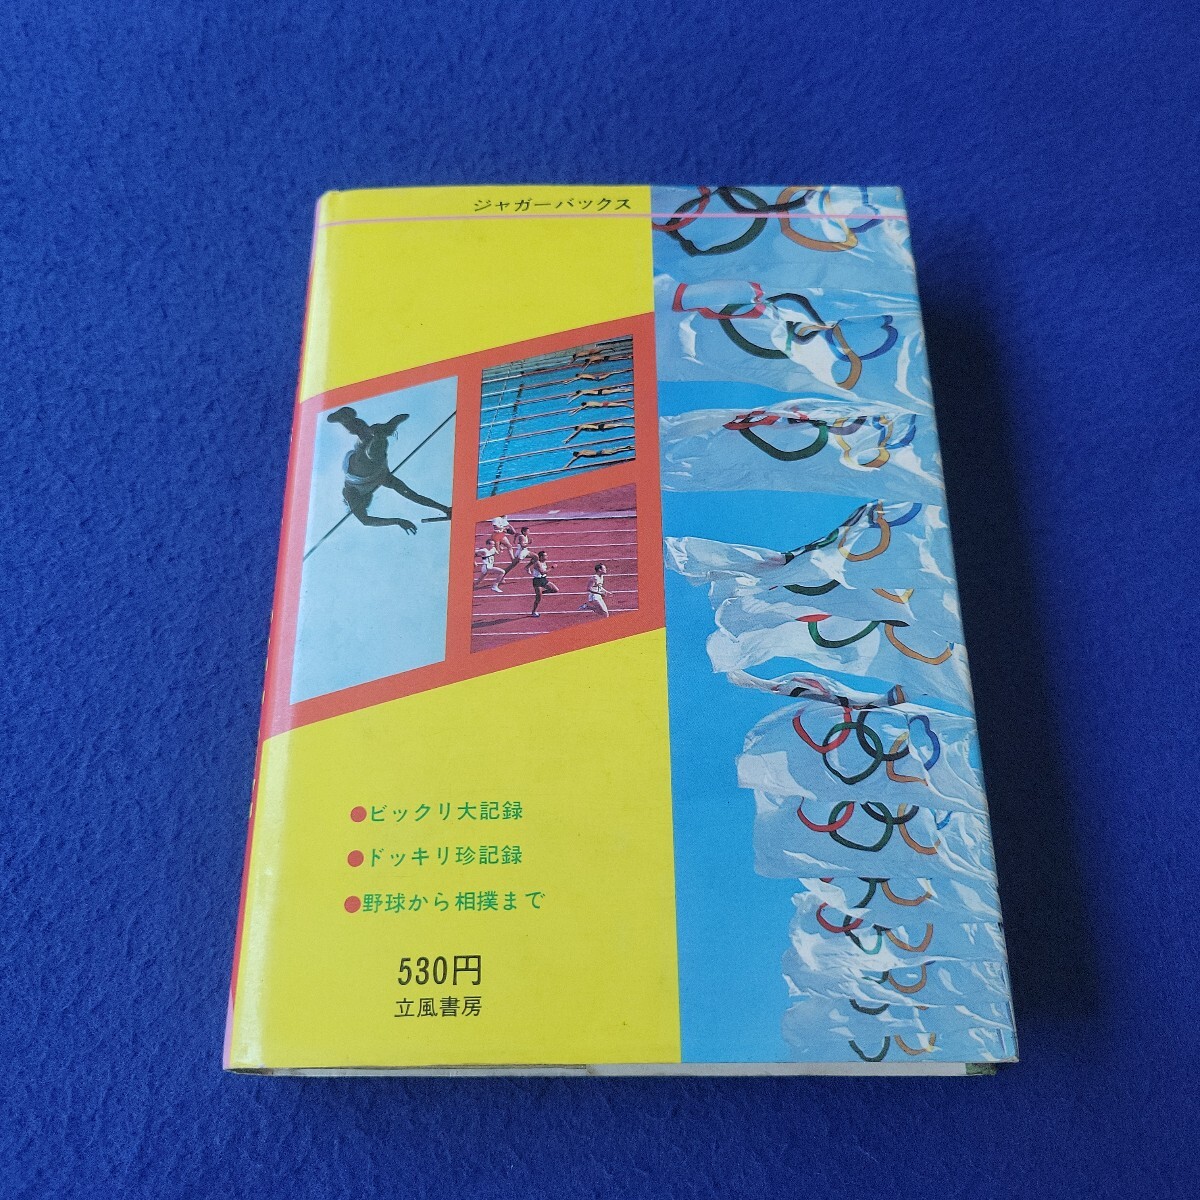 ジャガーバックス
●ビックリ大記録
●ドッキリ珍記録
●野球から相撲まで
530円
立風書房